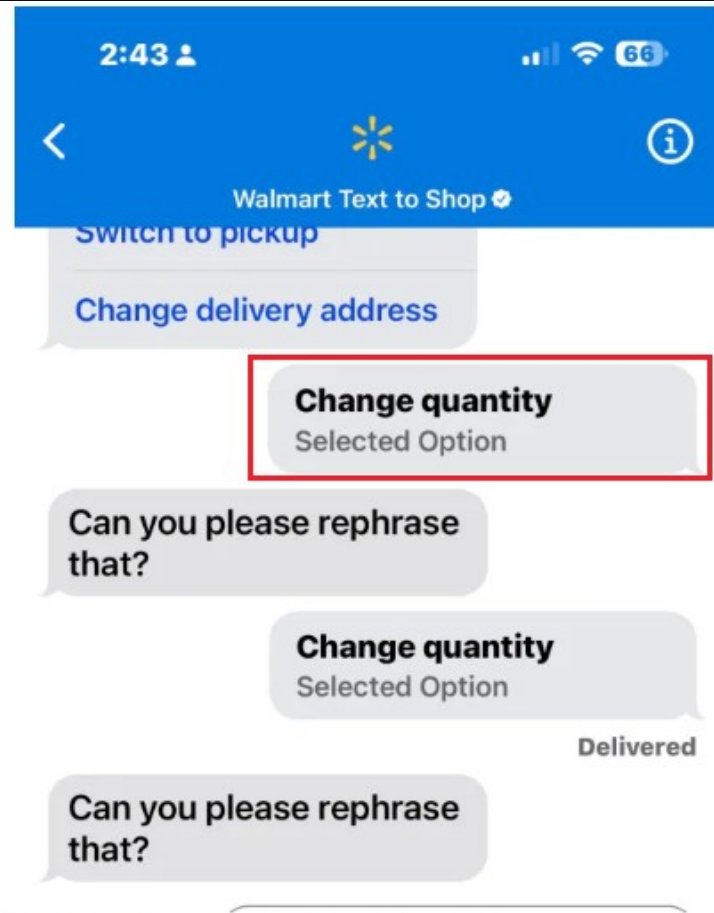 2:43
66
Walmart Text to Shop
Switch to pickup
Change delivery address
Change quantity
Selected Option
Can you please rephrase
that?
Change quantity
Selected Option
Delivered
Can you please rephrase
that?